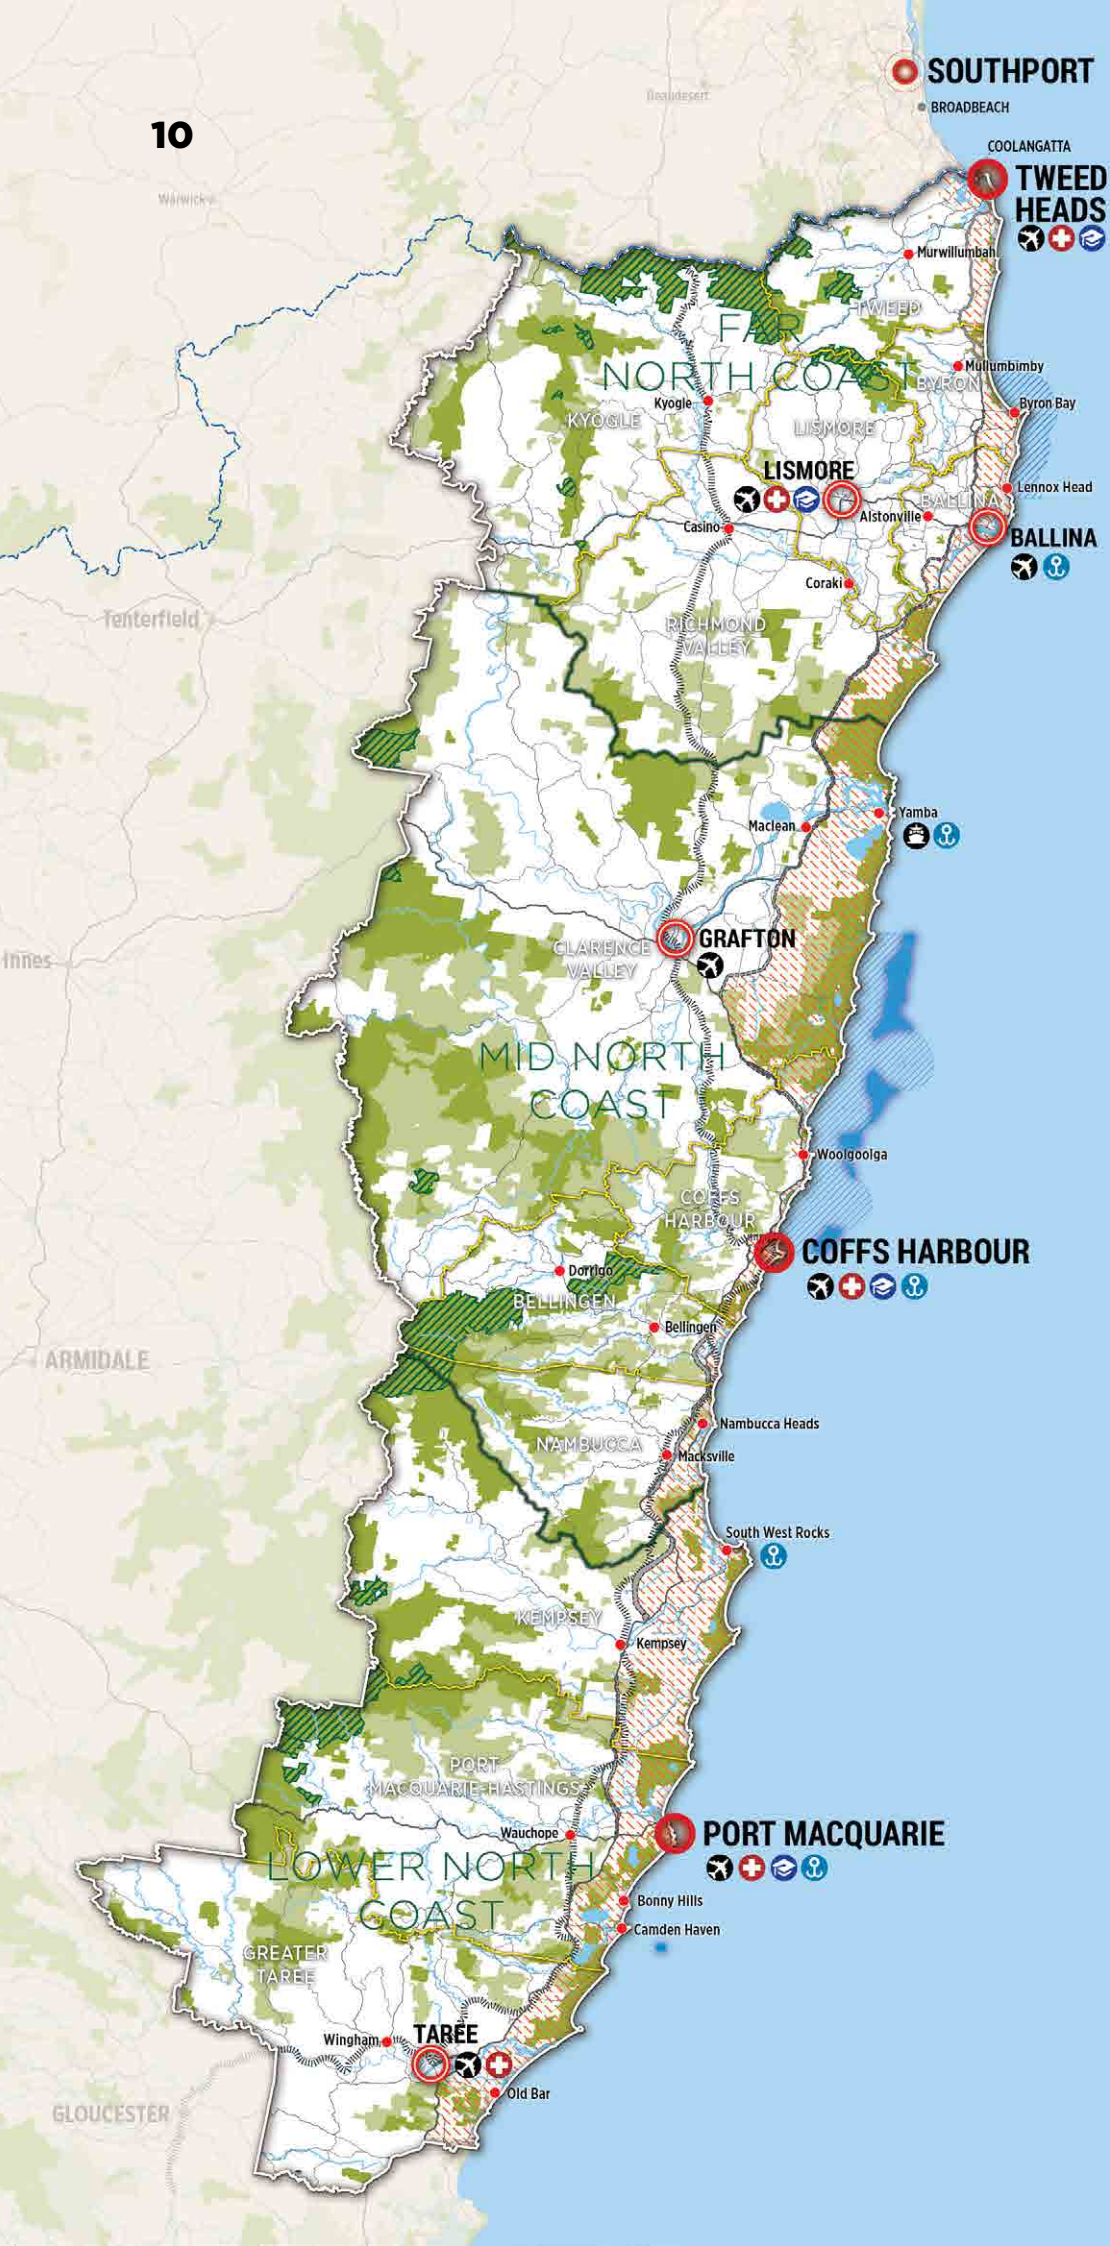 SOUTHPORT
Beaudesert
BROADBEACH
10
COOLANGATTA
TWEED
HEADS
Warwick
Murwillumbah
TWEED
FAR
NORTH COAST
Mullumbimby
BYRON
Kyogle
Byron Bay
KYOGLE
LISMORE
LISMORE
Lennox Head
BALLINA
Alstonville
Casino
BALLINA
Coraki
Tenterfield
RICHMOND
VALLEY
Yamba
Maclean
GRAFTON
CLARENCE
VALLEY
Innes
MID NORTH
COAST
Woolgoolga
COFFS
HARBOUR
COFFS HARBOUR
Dorrigo
BELLINGEN
Bellingen
ARMIDALE
Nambucca Heads
NAMBUCCA
Macksville
South West Rocks
KEMPSEY
Kempsey
PORT
MACQUARIE-HASTINGS
Wauchope
PORT MACQUARIE
LOWER NORTH
COAST
Bonny Hills
Camden Haven
GREATER
TAREE
Wingham
TAREE
Old Bar
GLOUCESTER